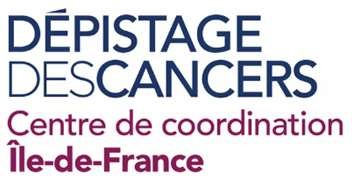 DÉPISTAGE
DESCANCERS
Centre de coordination
Île-de-France